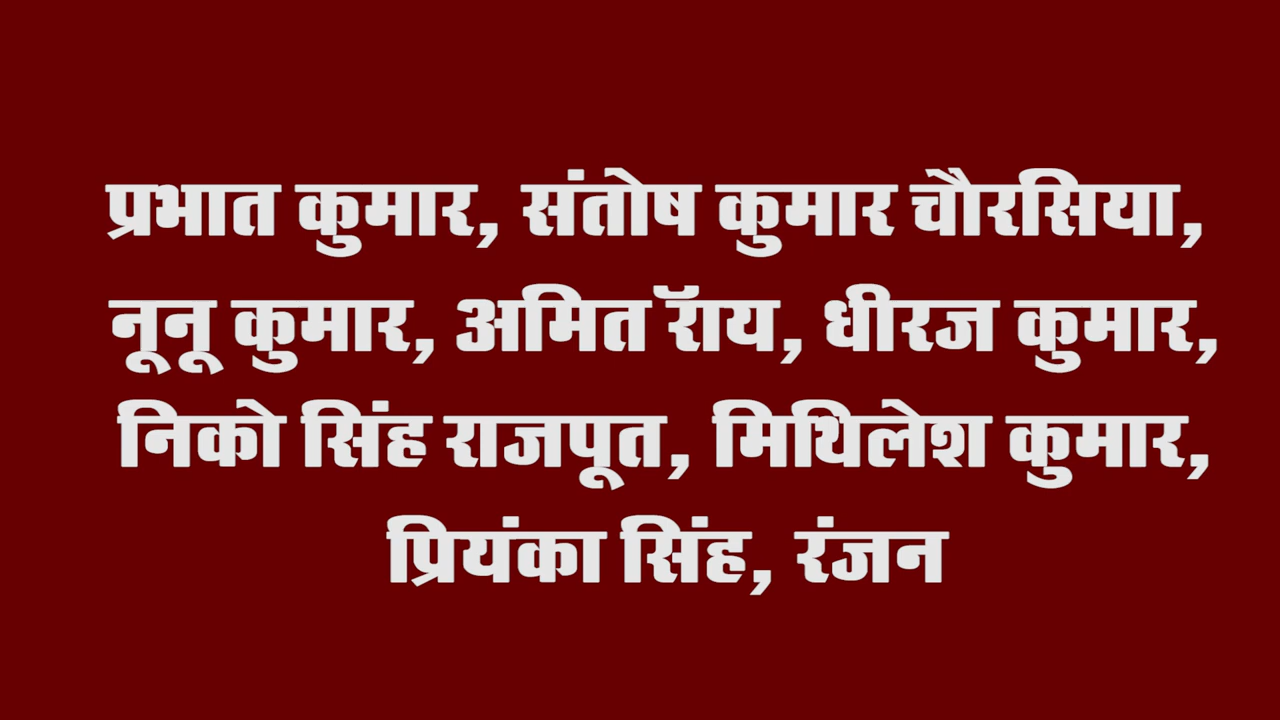 प्रभात कुमार, संतोष कुमार चौरसिया,
नूनू कुमार, अमित रॅाय, धीरज कुमार,
निको सिंह राजपूत, मिथिलेश कुमार,
प्रियंका सिंह, रंजन